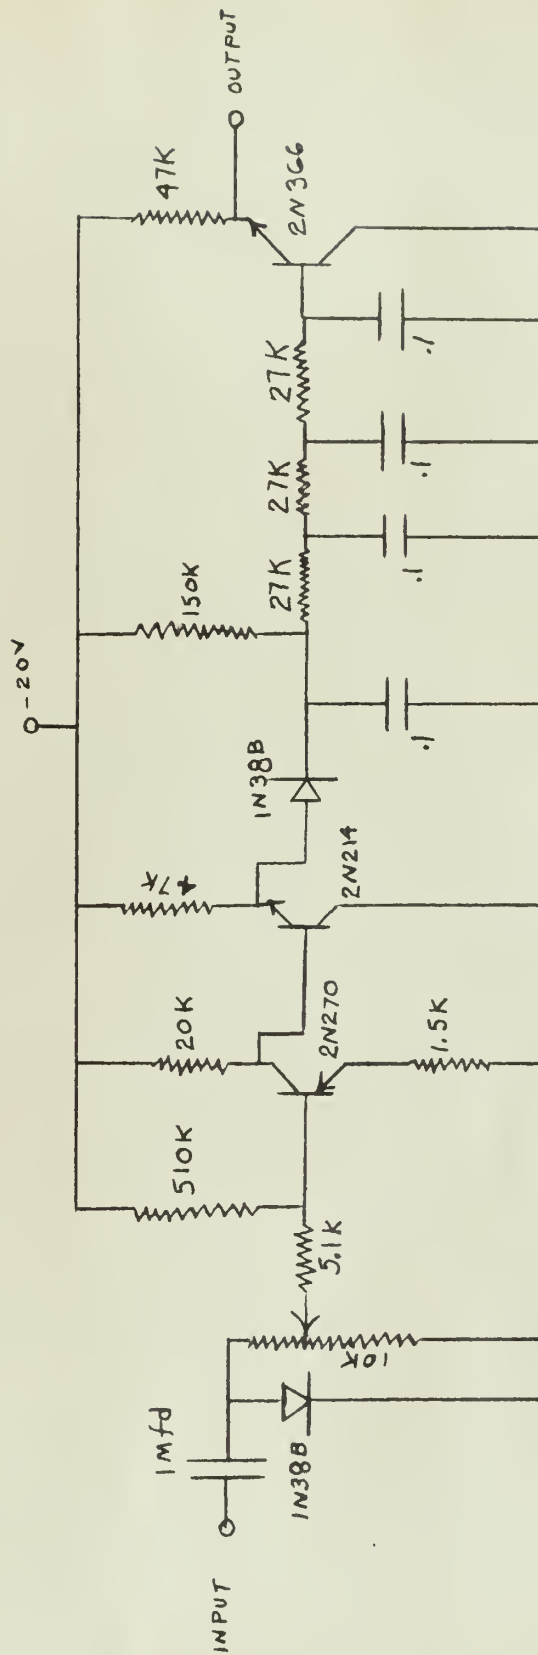 INPUT
1Mfd
1N38B
10K
5.1K
510K
20K
2N270
1.5K
47K
2N214
1N38B
-20V
.1
150K
27K
.1
27K
.1
27K
.1
47K
2N366
OUTPUT